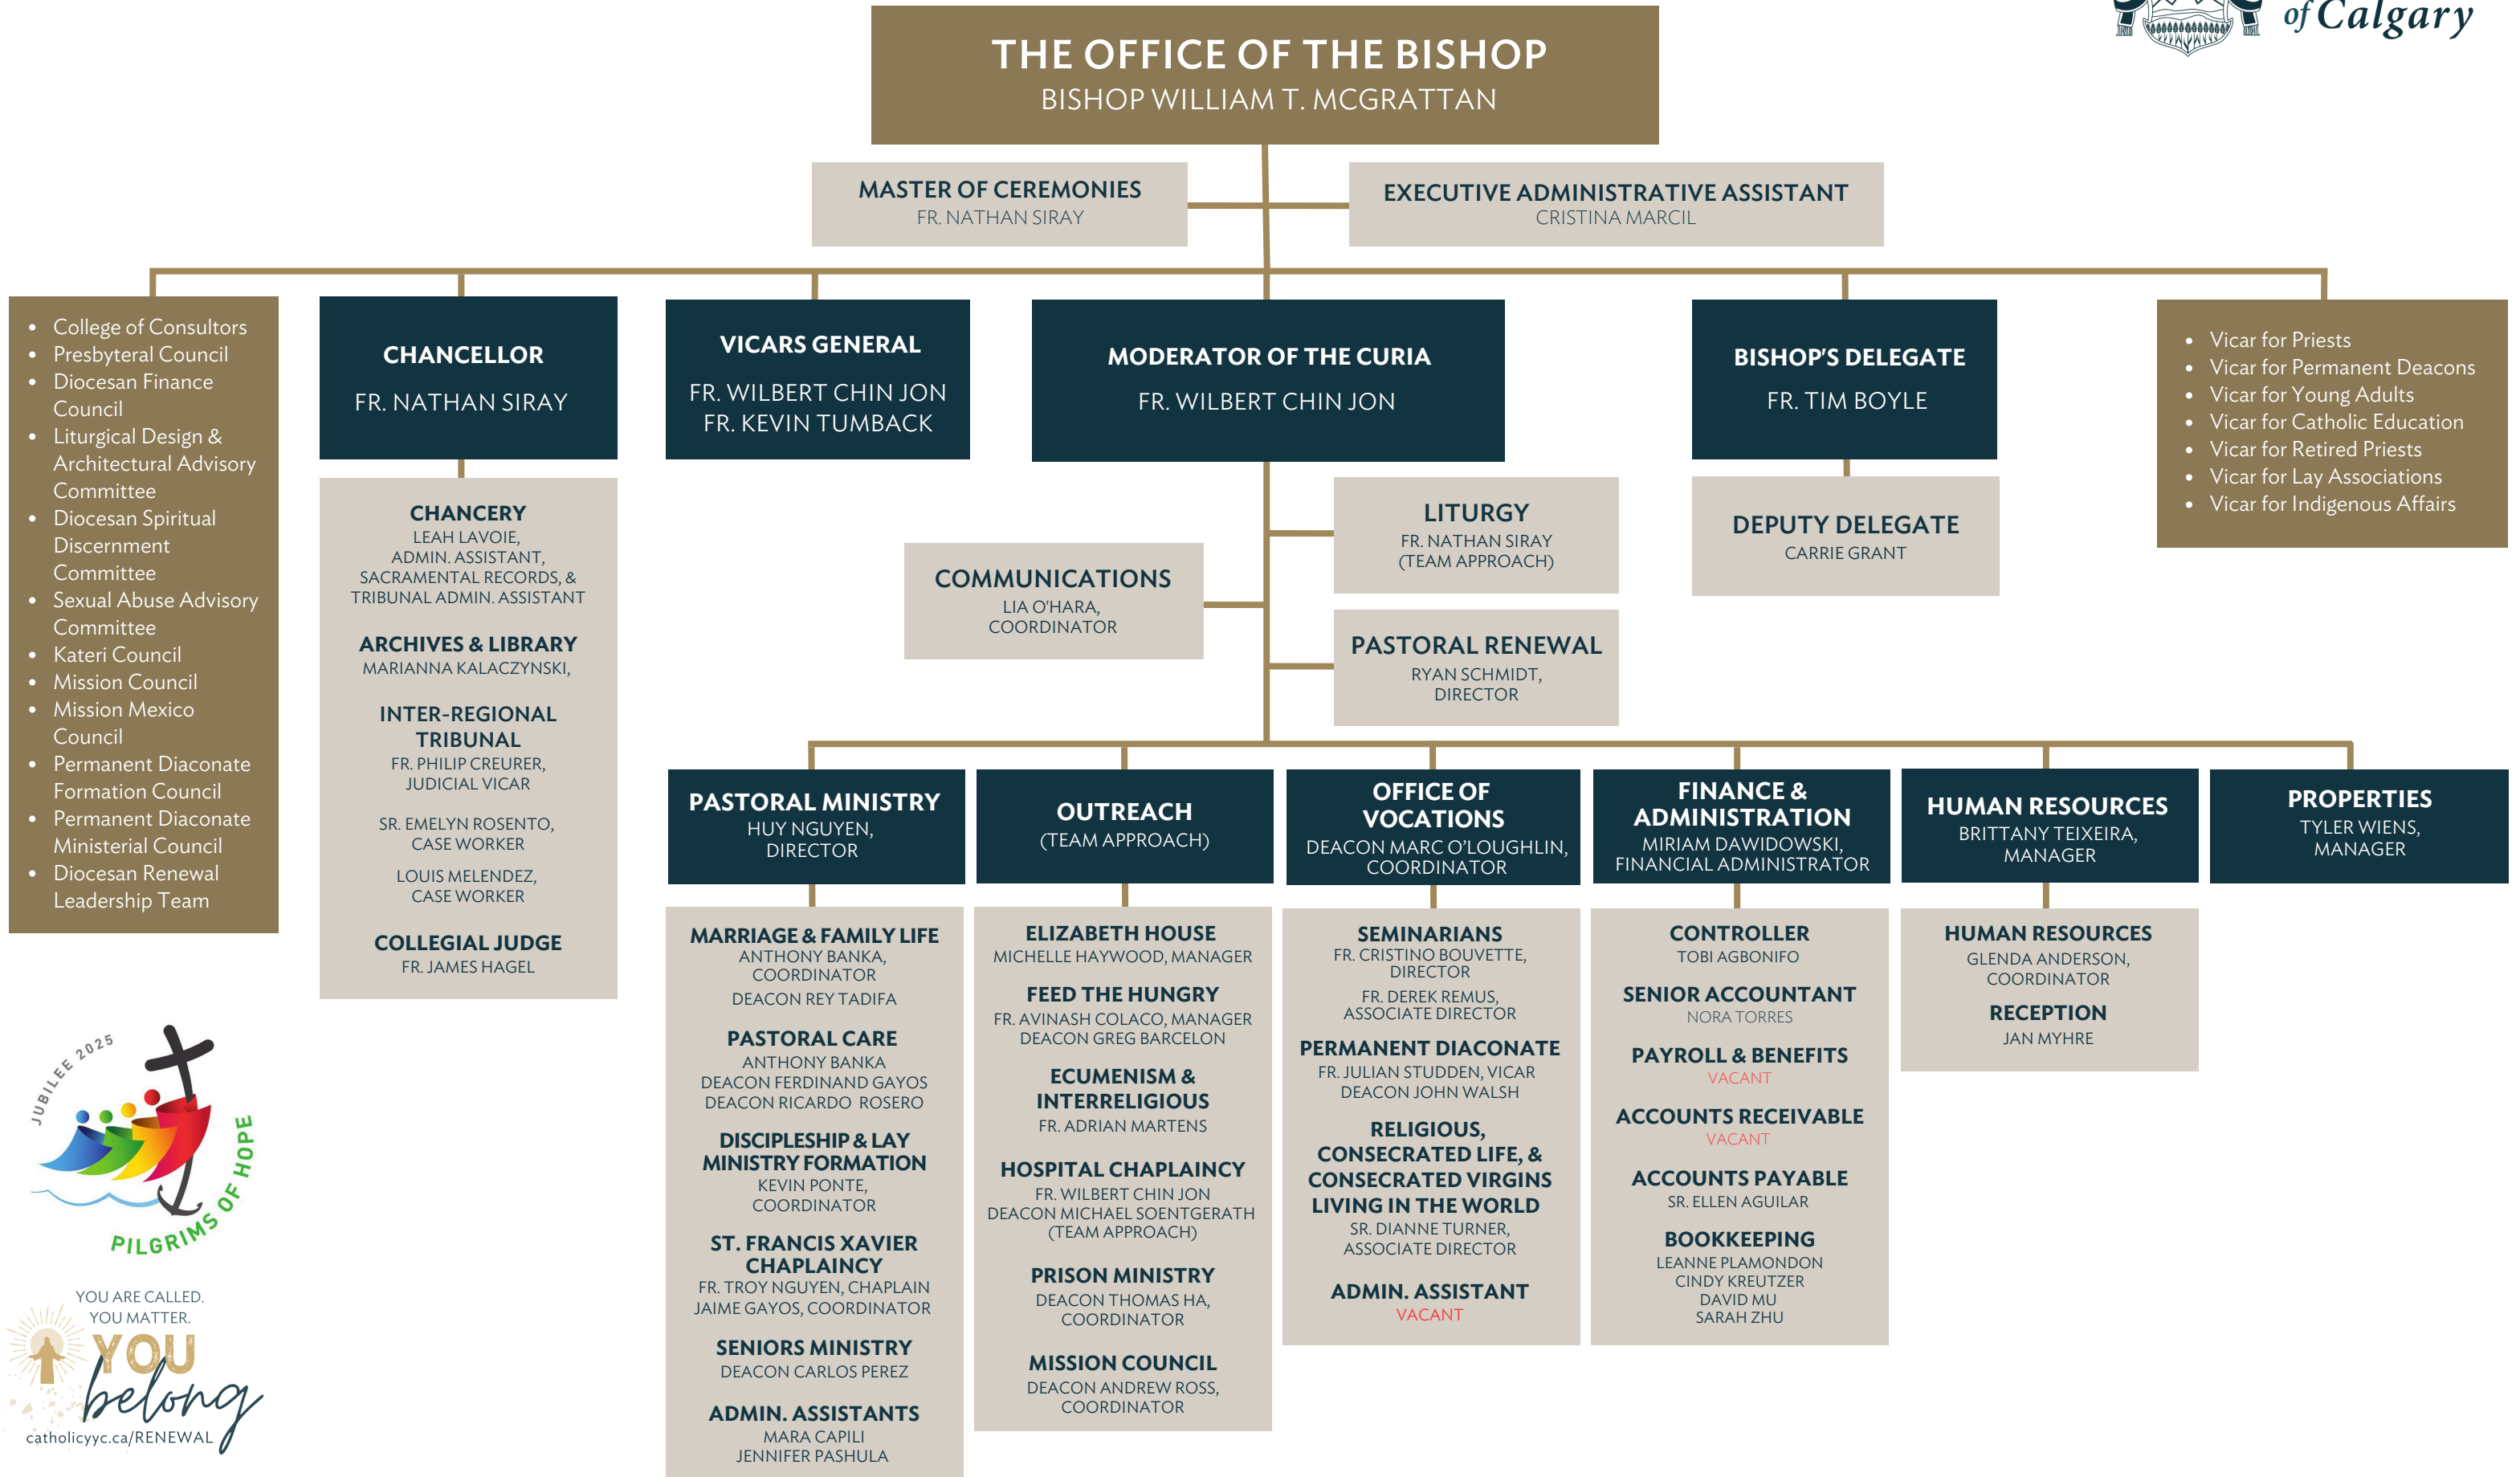 of Calgary
THE OFFICE OF THE BISHOP
BISHOP WILLIAM T. MCGRATTAN
MASTER OF CEREMONIES
FR. NATHAN SIRAY
EXECUTIVE ADMINISTRATIVE ASSISTANT
CRISTINA MARCIL
• College of Consultors
• Presbyteral Council
• Diocesan Finance
Council
• Liturgical Design &
Architectural Advisory
Committee
• Diocesan Spiritual
Discernment
Committee
• Sexual Abuse Advisory
Committee
• Kateri Council
• Mission Council
• Mission Mexico
Council
• Permanent Diaconate
Formation Council
• Permanent Diaconate
Ministerial Council
• Diocesan Renewal
Leadership Team
CHANCELLOR
FR. NATHAN SIRAY
CHANCERY
LEAH LAVOIE,
ADMIN. ASSISTANT,
SACRAMENTAL RECORDS, &
TRIBUNAL ADMIN. ASSISTANT
ARCHIVES & LIBRARY
MARIANNA KALACZYNSKI,
INTER-REGIONAL
TRIBUNAL
FR. PHILIP CREURER,
JUDICIAL VICAR
SR. EMELYN ROSENTO,
CASE WORKER
LOUIS MELENDEZ,
CASE WORKER
COLLEGIAL JUDGE
FR. JAMES HAGEL
VICARS GENERAL
FR. WILBERT CHIN JON
FR. KEVIN TUMBACK
MODERATOR OF THE CURIA
FR. WILBERT CHIN JON
BISHOP'S DELEGATE
FR. TIM BOYLE
DEPUTY DELEGATE
CARRIE GRANT
• Vicar for Priests
• Vicar for Permanent Deacons
• Vicar for Young Adults
• Vicar for Catholic Education
• Vicar for Retired Priests
• Vicar for Lay Associations
• Vicar for Indigenous Affairs
LITURGY
FR. NATHAN SIRAY
(TEAM APPROACH)
COMMUNICATIONS
LIA O'HARA,
COORDINATOR
PASTORAL RENEWAL
RYAN SCHMIDT,
DIRECTOR
PASTORAL MINISTRY
HUY NGUYEN,
DIRECTOR
MARRIAGE & FAMILY LIFE
ANTHONY BANKA,
COORDINATOR
DEACON REY TADIFA
PASTORAL CARE
ANTHONY BANKA
DEACON FERDINAND GAYOS
DEACON RICARDO ROSERO
DISCIPLESHIP & LAY
MINISTRY FORMATION
KEVIN PONTE,
COORDINATOR
ST. FRANCIS XAVIER
CHAPLAINCY
FR. TROY NGUYEN, CHAPLAIN
JAIME GAYOS, COORDINATOR
SENIORS MINISTRY
DEACON CARLOS PEREZ
ADMIN. ASSISTANTS
MARA CAPILI
JENNIFER PASHULA
OUTREACH
(TEAM APPROACH)
ELIZABETH HOUSE
MICHELLE HAYWOOD, MANAGER
FEED THE HUNGRY
FR. AVINASH COLACO, MANAGER
DEACON GREG BARCELON
ECUMENISM &
INTERRELIGIOUS
FR. ADRIAN MARTENS
HOSPITAL CHAPLAINCY
FR. WILBERT CHIN JON
DEACON MICHAEL SOENTGERATH
(TEAM APPROACH)
PRISON MINISTRY
DEACON THOMAS HA,
COORDINATOR
MISSION COUNCIL
DEACON ANDREW ROSS,
COORDINATOR
OFFICE OF
VOCATIONS
DEACON MARC O'LOUGHLIN,
COORDINATOR
SEMINARIANS
FR. CRISTINO BOUVETTE,
DIRECTOR
FR. DEREK REMUS,
ASSOCIATE DIRECTOR
PERMANENT DIACONATE
FR. JULIAN STUDDEN, VICAR
DEACON JOHN WALSH
RELIGIOUS,
CONSECRATED LIFE, &
CONSECRATED VIRGINS
LIVING IN THE WORLD
SR. DIANNE TURNER,
ASSOCIATE DIRECTOR
ADMIN. ASSISTANT
VACANT
FINANCE &
ADMINISTRATION
MIRIAM DAWIDOWSKI,
FINANCIAL ADMINISTRATOR
CONTROLLER
TOBI AGBONIFO
SENIOR ACCOUNTANT
NORA TORRES
PAYROLL & BENEFITS
VACANT
ACCOUNTS RECEIVABLE
VACANT
ACCOUNTS PAYABLE
SR. ELLEN AGUILAR
BOOKKEEPING
LEANNE PLAMONDON
CINDY KREUTZER
DAVID MU
SARAH ZHU
HUMAN RESOURCES
BRITTANY TEIXEIRA,
MANAGER
HUMAN RESOURCES
GLENDA ANDERSON,
COORDINATOR
RECEPTION
JAN MYHRE
PROPERTIES
TYLER WIENS,
MANAGER
JUBILEE 2025
PILGRIMS OF HOPE
YOU ARE CALLED.
YOU MATTER.
YOU
belong
catholicyyc.ca/RENEWAL